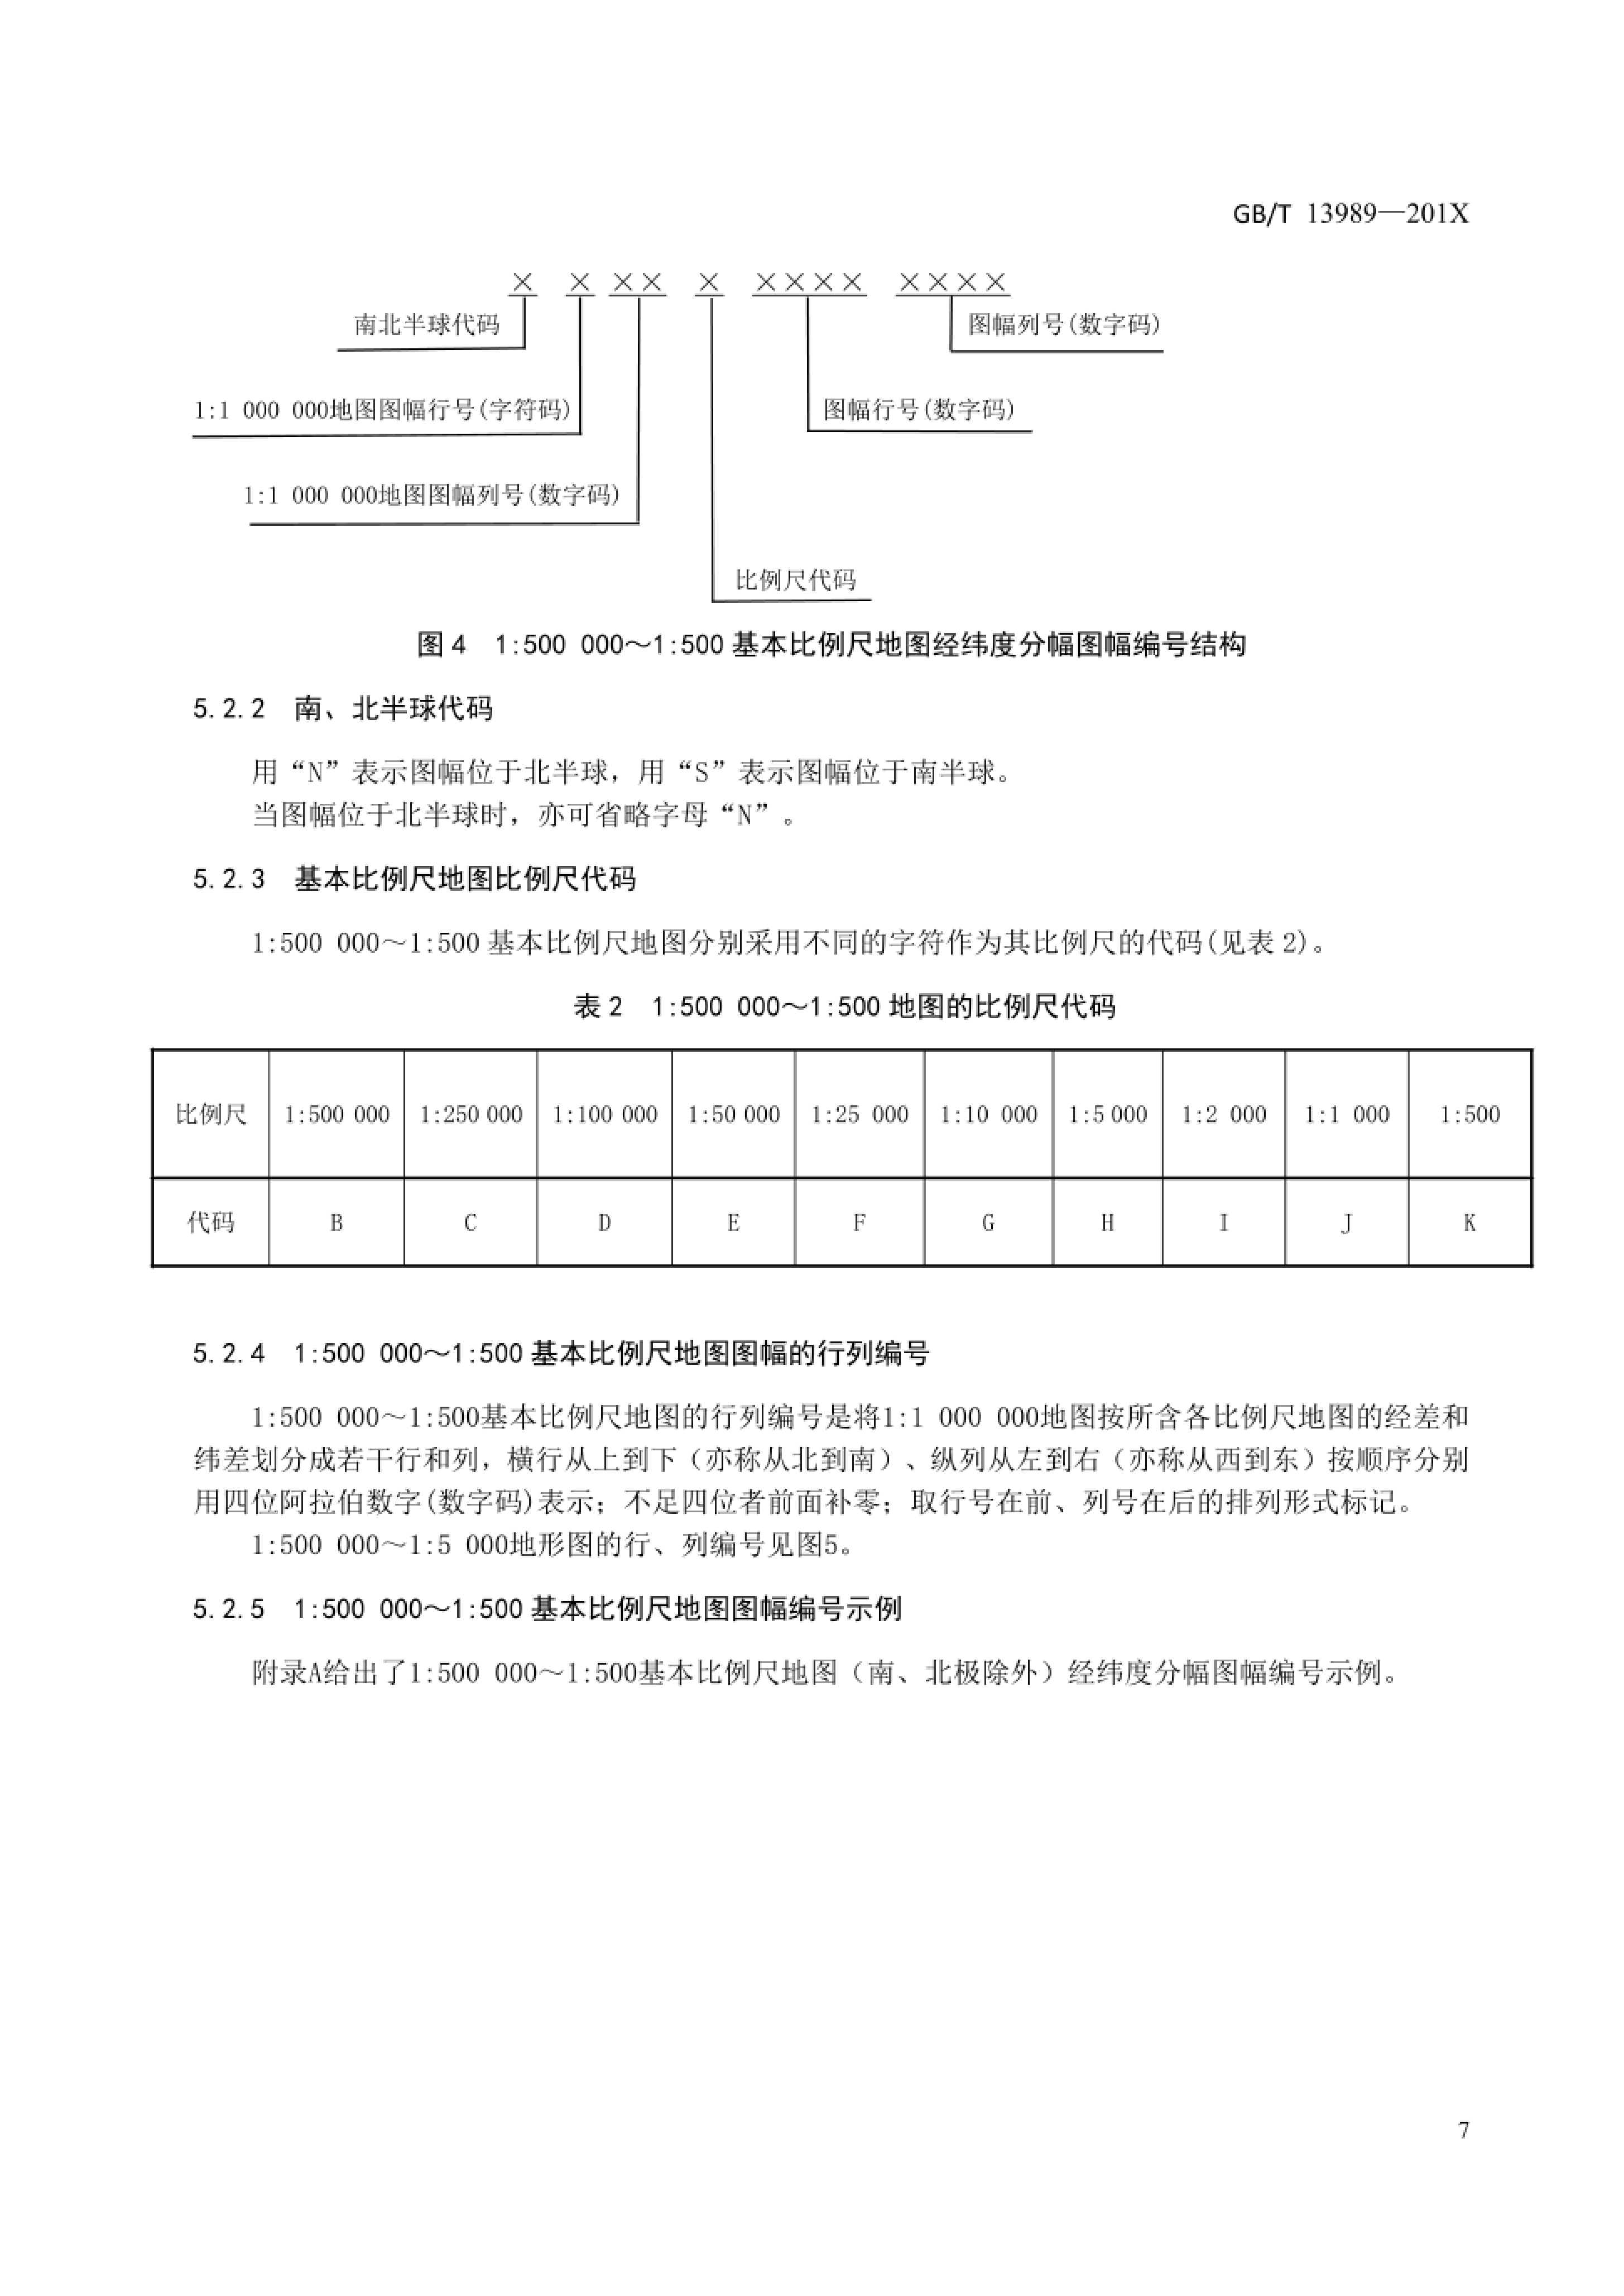 GB/T 13989—201X
× × ×× × ×××× ××××
南北半球代码
图幅列号(数字码)
1:1 000 000地图图幅行号(字符码)
图幅行号(数字码)
1:1 000 000地图图幅列号(数字码)
比例尺代码
图 4 1:500 000～1:500 基本比例尺地图经纬度分幅图幅编号结构
5.2.2 南、北半球代码
用“N”表示图幅位于北半球，用“S”表示图幅位于南半球。
当图幅位于北半球时，亦可省略字母“N”。
5.2.3 基本比例尺地图比例尺代码
1:500 000～1:500 基本比例尺地图分别采用不同的字符作为其比例尺的代码(见表 2)。
表 2 1:500 000～1:500 地图的比例尺代码
比例尺 1:500 000 1:250 000 1:100 000 1:50 000 1:25 000 1:10 000 1:5 000 1:2 000 1:1 000 1:500
代码 B C D E F G H I J K
5.2.4 1:500 000～1:500 基本比例尺地图图幅的行列编号
1:500 000～1:500基本比例尺地图的行列编号是将1:1 000 000地图按所含各比例尺地图的经差和
纬差划分成若干行和列，横行从上到下（亦称从北到南）、纵列从左到右（亦称从西到东）按顺序分别
用四位阿拉伯数字(数字码)表示；不足四位者前面补零；取行号在前、列号在后的排列形式标记。
1:500 000～1:5 000地形图的行、列编号见图5。
5.2.5 1:500 000～1:500 基本比例尺地图图幅编号示例
附录A给出了1:500 000～1:500基本比例尺地图（南、北极除外）经纬度分幅图幅编号示例。
7